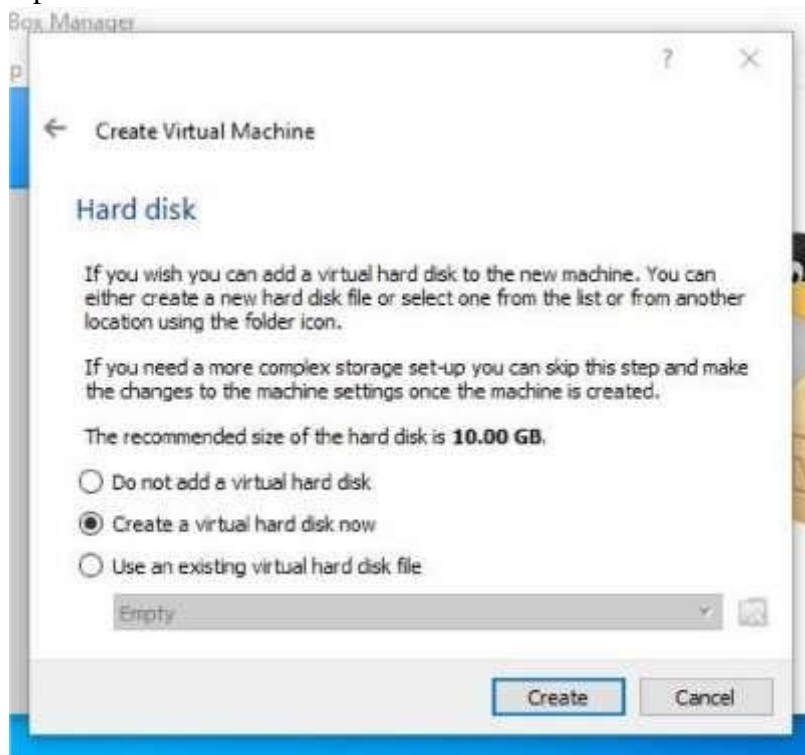 Box Manager
?
Create Virtual Machine
Hard disk
If you wish you can add a virtual hard disk to the new machine. You can
either create a new hard disk file or select one from the list or from another
location using the folder icon.
If you need a more complex storage set-up you can skip this step and make
the changes to the machine settings once the machine is created.
The recommended size of the hard disk is 10.00 GB.
Do not add a virtual hard disk
Create a virtual hard disk now
Use an existing virtual hard disk file
Empty
Create Cancel